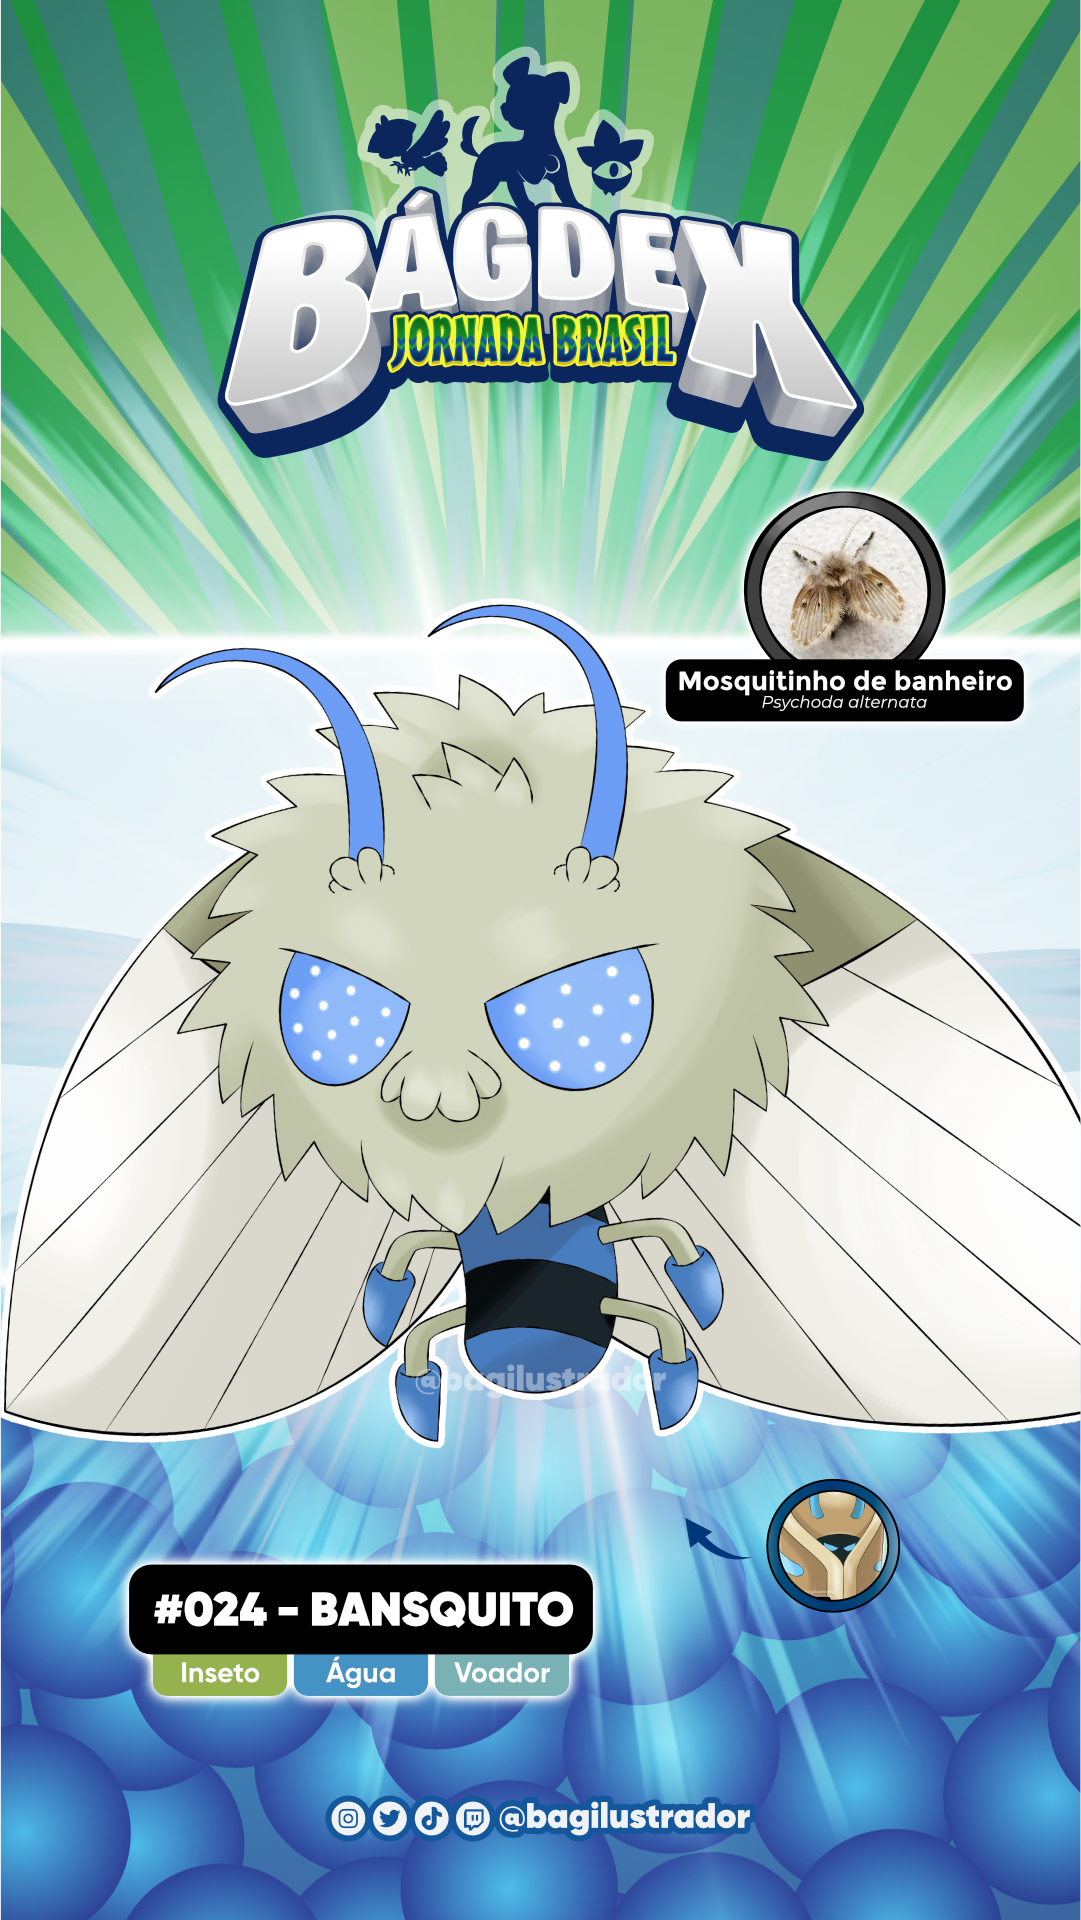 BÁGDEX
JORNADA BRASIL
Mosquitinho de banheiro
Psychoda alternata
@bagilustrador
#024 - BANSQUITO
Inseto Água Voador
@bagilustrador